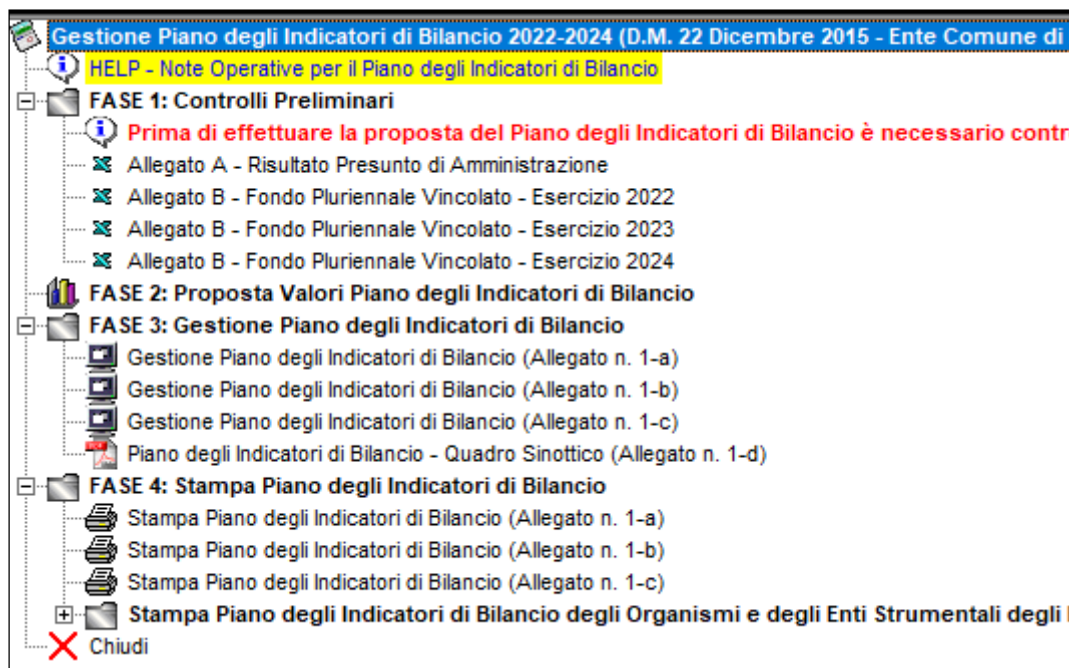 Gestione Piano degli Indicatori di Bilancio 2022-2024 (D.M. 22 Dicembre 2015 - Ente Comune di
HELP - Note Operative per il Piano degli Indicatori di Bilancio
FASE 1: Controlli Preliminari
Prima di effettuare la proposta del Piano degli Indicatori di Bilancio è necessario contr
Allegato A - Risultato Presunto di Amministrazione
Allegato B - Fondo Pluriennale Vincolato - Esercizio 2022
Allegato B - Fondo Pluriennale Vincolato - Esercizio 2023
Allegato B - Fondo Pluriennale Vincolato - Esercizio 2024
FASE 2: Proposta Valori Piano degli Indicatori di Bilancio
FASE 3: Gestione Piano degli Indicatori di Bilancio
Gestione Piano degli Indicatori di Bilancio (Allegato n. 1-a)
Gestione Piano degli Indicatori di Bilancio (Allegato n. 1-b)
Gestione Piano degli Indicatori di Bilancio (Allegato n. 1-c)
Piano degli Indicatori di Bilancio - Quadro Sinottico (Allegato n. 1-d)
FASE 4: Stampa Piano degli Indicatori di Bilancio
Stampa Piano degli Indicatori di Bilancio (Allegato n. 1-a)
Stampa Piano degli Indicatori di Bilancio (Allegato n. 1-b)
Stampa Piano degli Indicatori di Bilancio (Allegato n. 1-c)
Stampa Piano degli Indicatori di Bilancio degli Organismi e degli Enti Strumentali degli
Chiudi